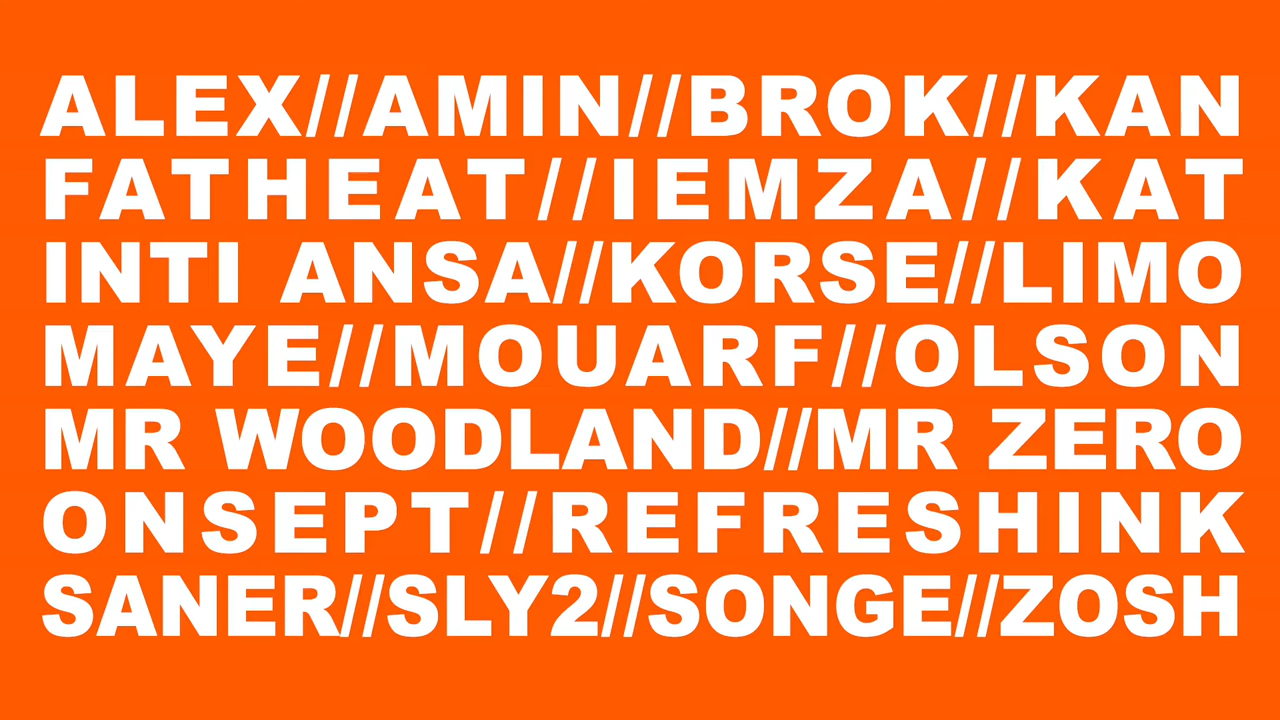 ALEX//AMIN//BROK//KAN
FATHEAT//IEMZA//KAT
INTI ANSA//KORSE//LIMO
MAYE//MOUARF//OLSON
MR WOODLAND//MR ZERO
ONSEPT//REFRESHINK
SANER//SLY2//SONGE//ZOSH